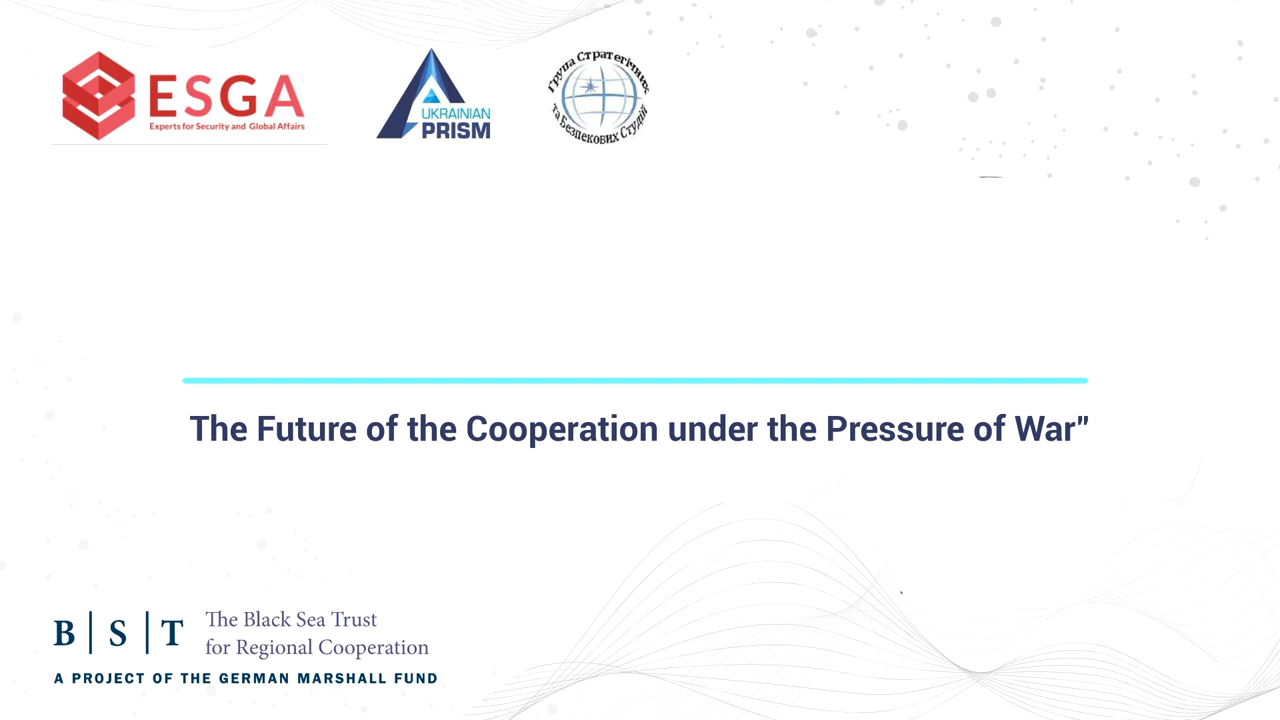 ESGA
Experts for Security and Global Affairs
UKRAINIAN
PRISM
Група Стратегічних
та Безпекових Студій
The Future of the Cooperation under the Pressure of War”
B | S | T
The Black Sea Trust
for Regional Cooperation
A PROJECT OF THE GERMAN MARSHALL FUND